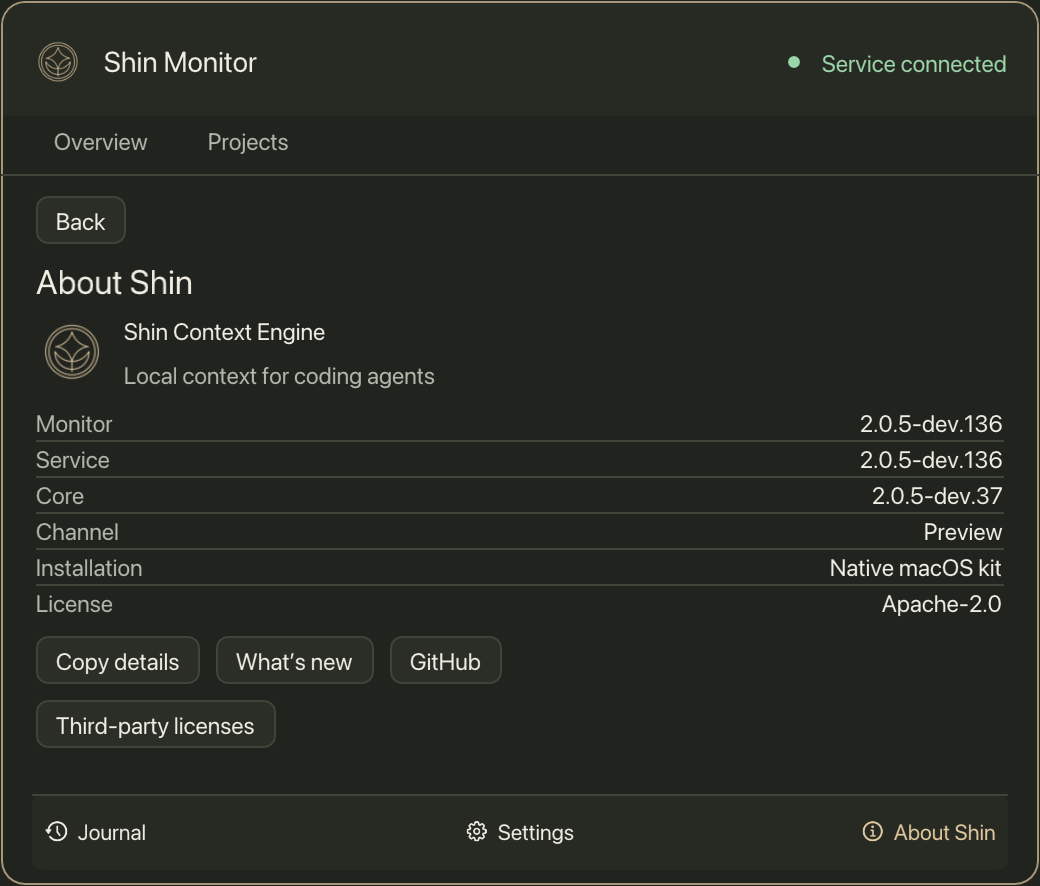 Shin Monitor
Service connected
Overview Projects
Back
About Shin
Shin Context Engine
Local context for coding agents
Monitor 2.0.5-dev.136
Service 2.0.5-dev.136
Core 2.0.5-dev.37
Channel Preview
Installation Native macOS kit
License Apache-2.0
Copy details What’s new GitHub
Third-party licenses
Journal Settings About Shin